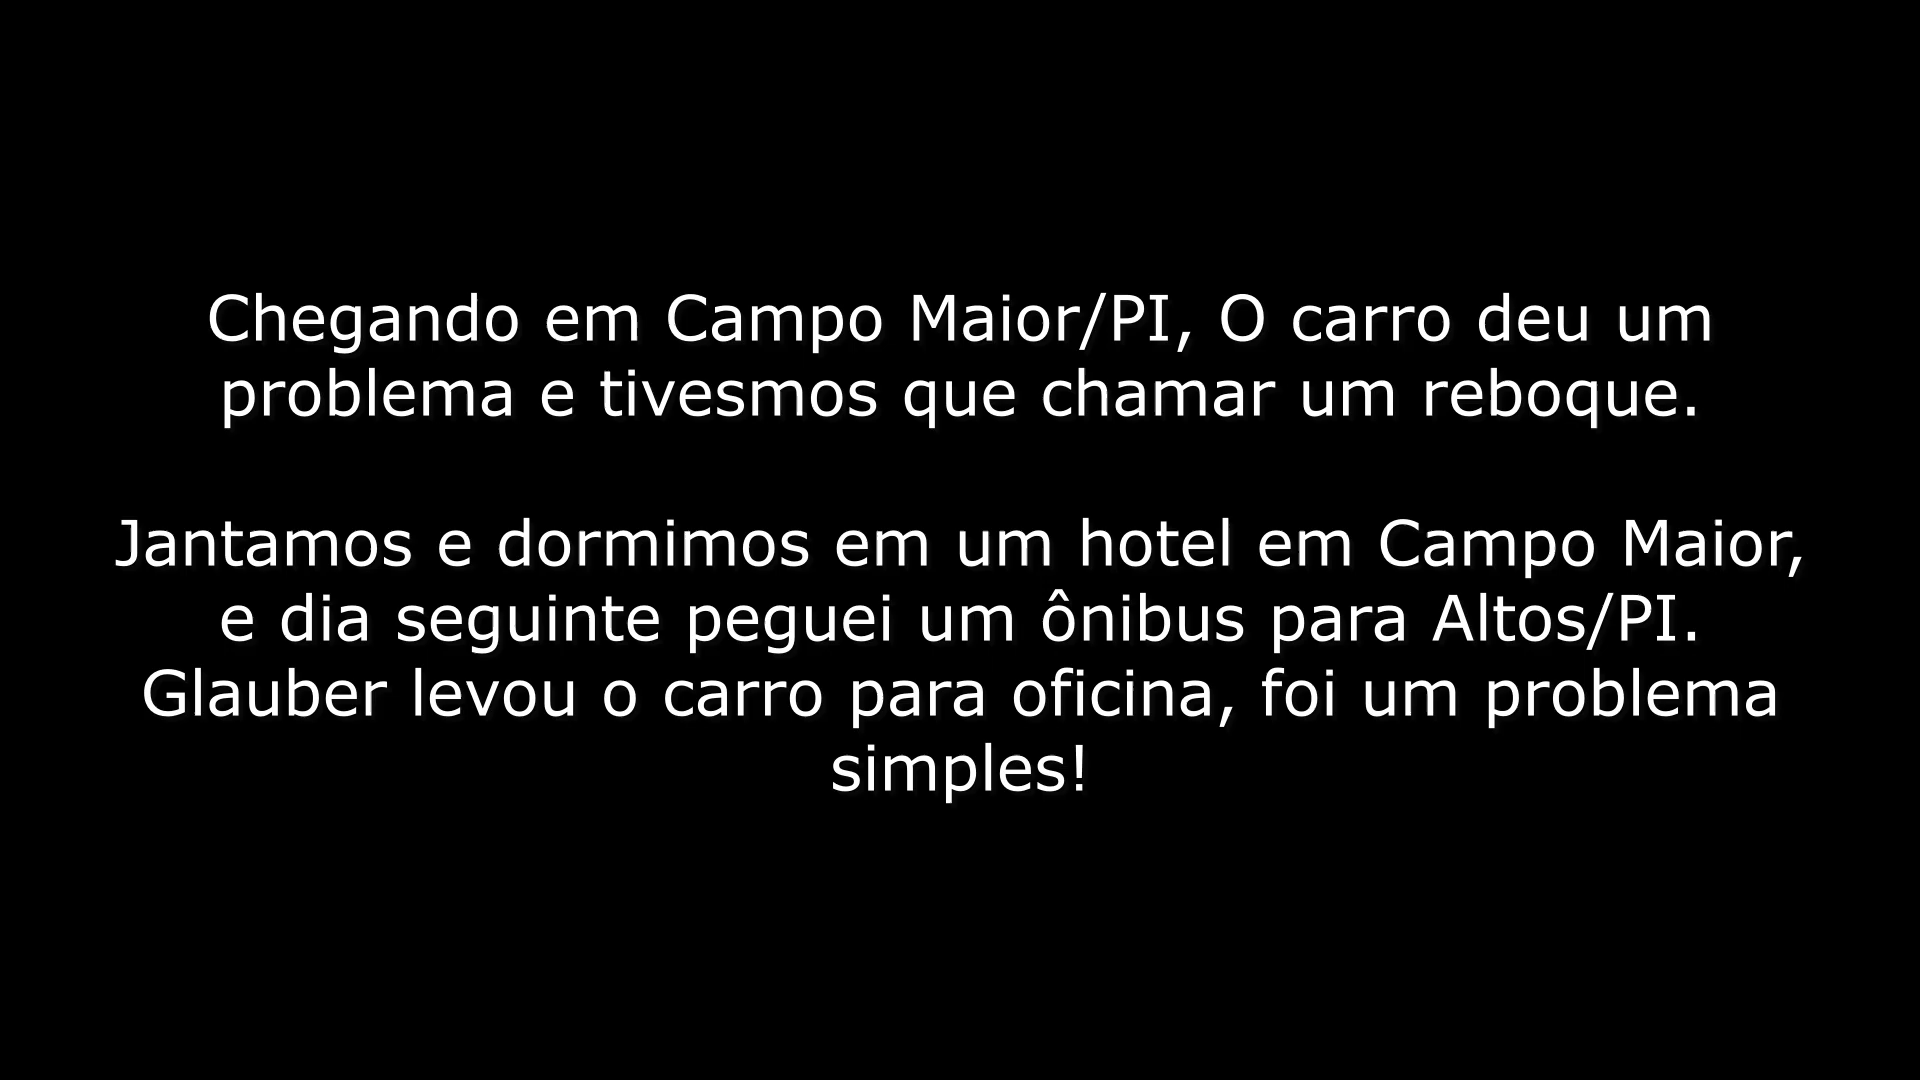 Chegando em Campo Maior/PI, O carro deu um
problema e tivesmos que chamar um reboque.
Jantamos e dormimos em um hotel em Campo Maior,
e dia seguinte peguei um ônibus para Altos/PI.
Glauber levou o carro para oficina, foi um problema
simples!